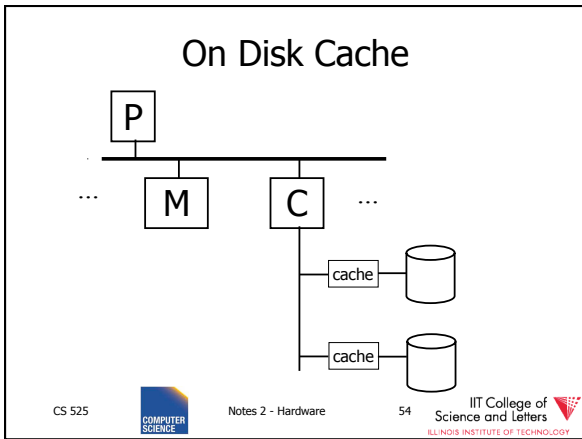 On Disk Cache
P
... M C ...
cache
cache
CS 525
COMPUTER
SCIENCE
Notes 2 - Hardware
54
IIT College of
Science and Letters
ILLINOIS INSTITUTE OF TECHNOLOGY